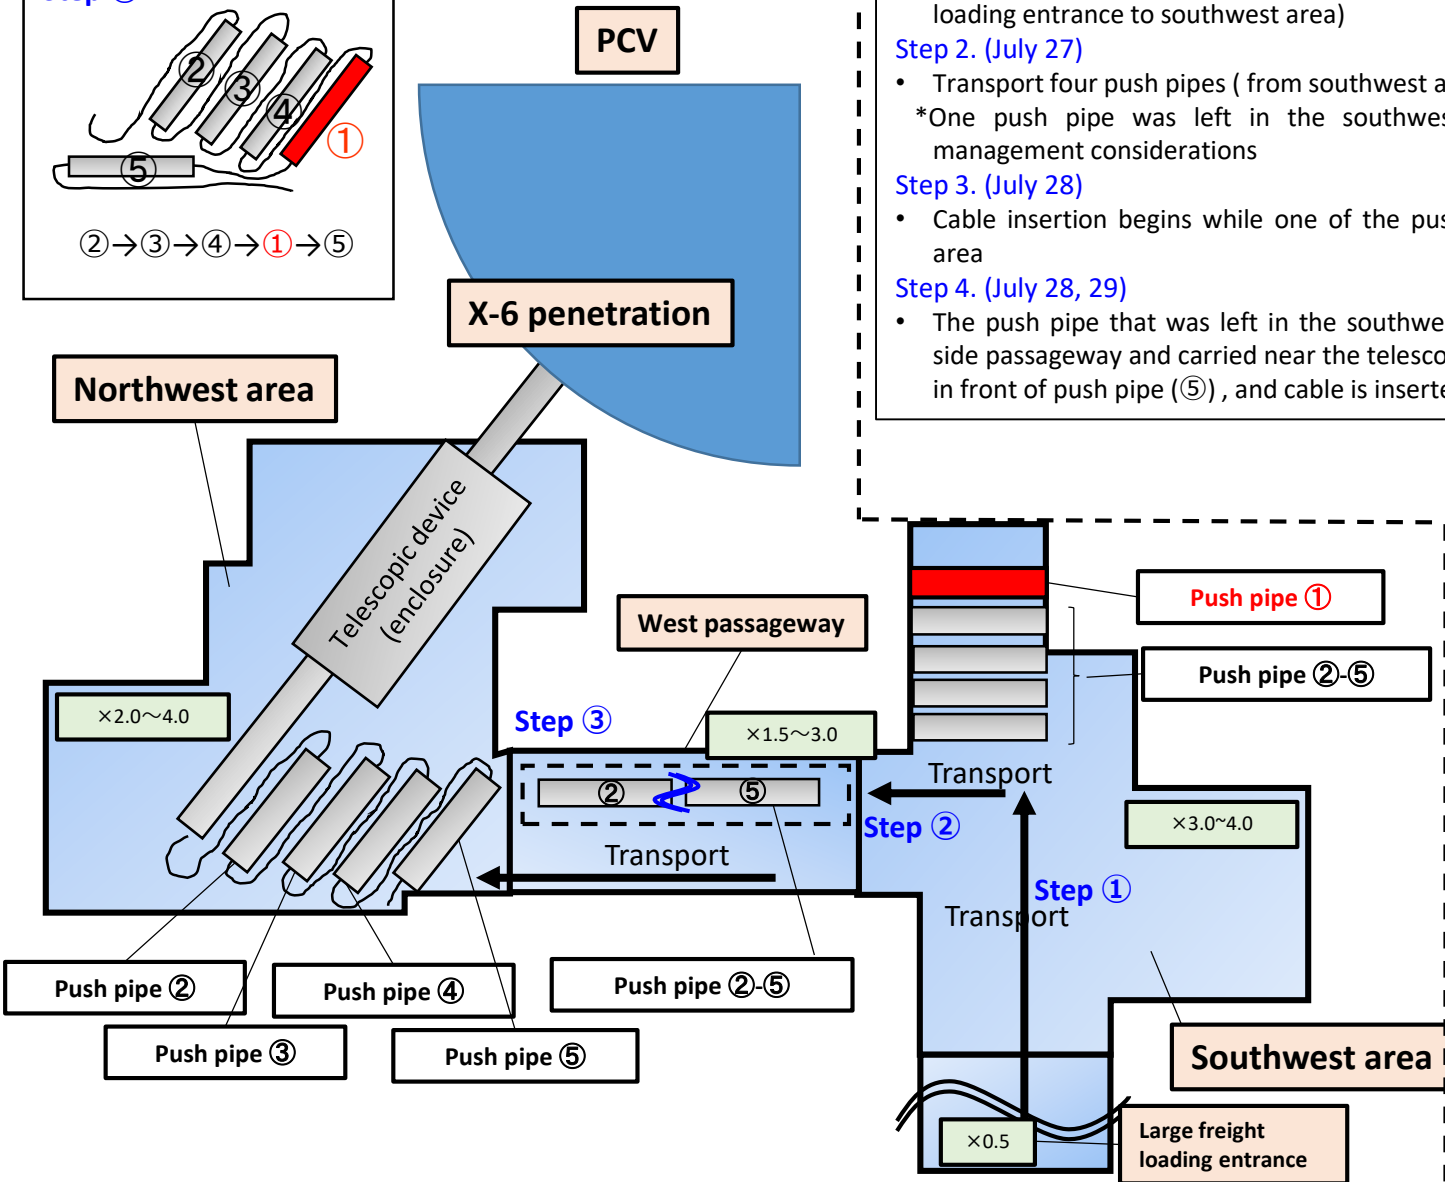 ②
③
④
①
⑤
②→③→④→①→⑤
PCV
X-6 penetration
loading entrance to southwest area)
Step 2. (July 27)
• Transport four push pipes ( from southwest a
*One push pipe was left in the southwes
management considerations
Step 3. (July 28)
• Cable insertion begins while one of the pus
area
Step 4. (July 28, 29)
• The push pipe that was left in the southwe
side passageway and carried near the telesco
in front of push pipe (⑤) , and cable is inserte
Northwest area
Telescopic device
(enclosure)
×2.0～4.0
West passageway
Step ③
×1.5～3.0
②
⑤
Transport
Transport
Step ②
Step ①
Transport
Push pipe ①
Push pipe ②-⑤
×3.0~4.0
Push pipe ②
Push pipe ③
Push pipe ④
Push pipe ⑤
Push pipe ②-⑤
Southwest area
×0.5
Large freight
loading entrance